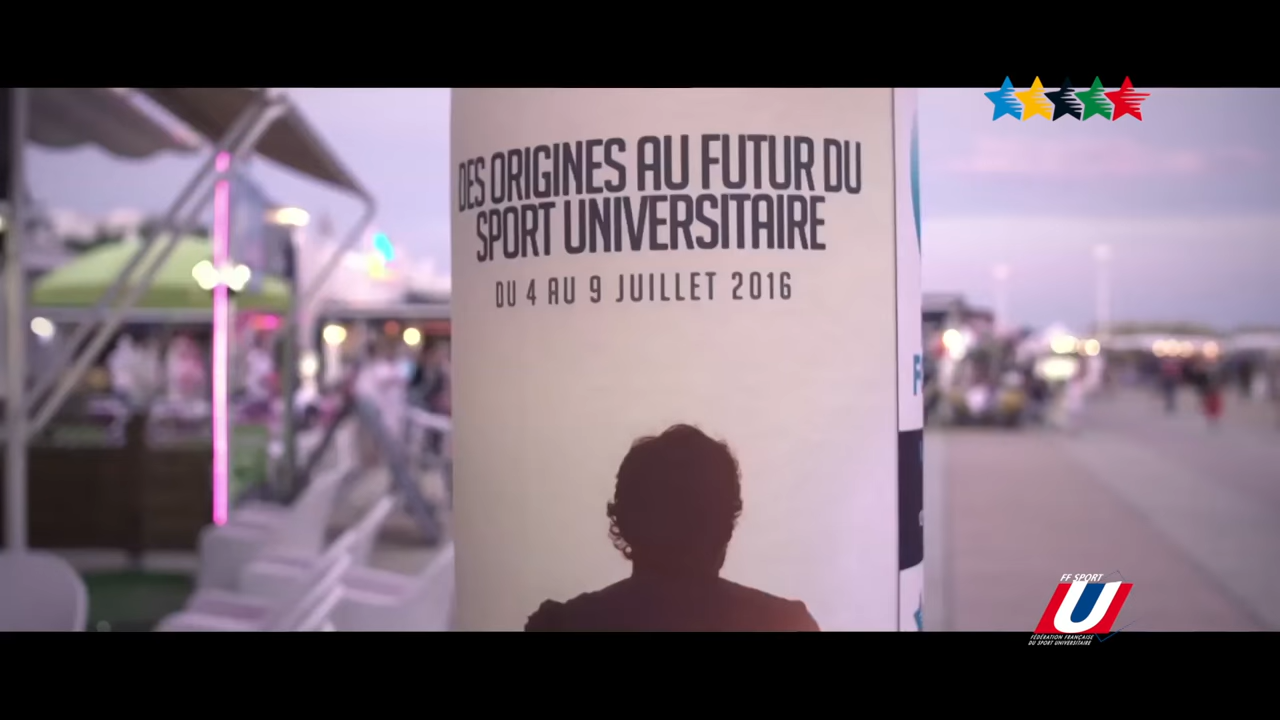 DES ORIGINES AU FUTUR DU
SPORT UNIVERSITAIRE
DU 4 AU 9 JUILLET 2016
FF SPORT
U
FÉDÉRATION FRANÇAISE
DU SPORT UNIVERSITAIRE